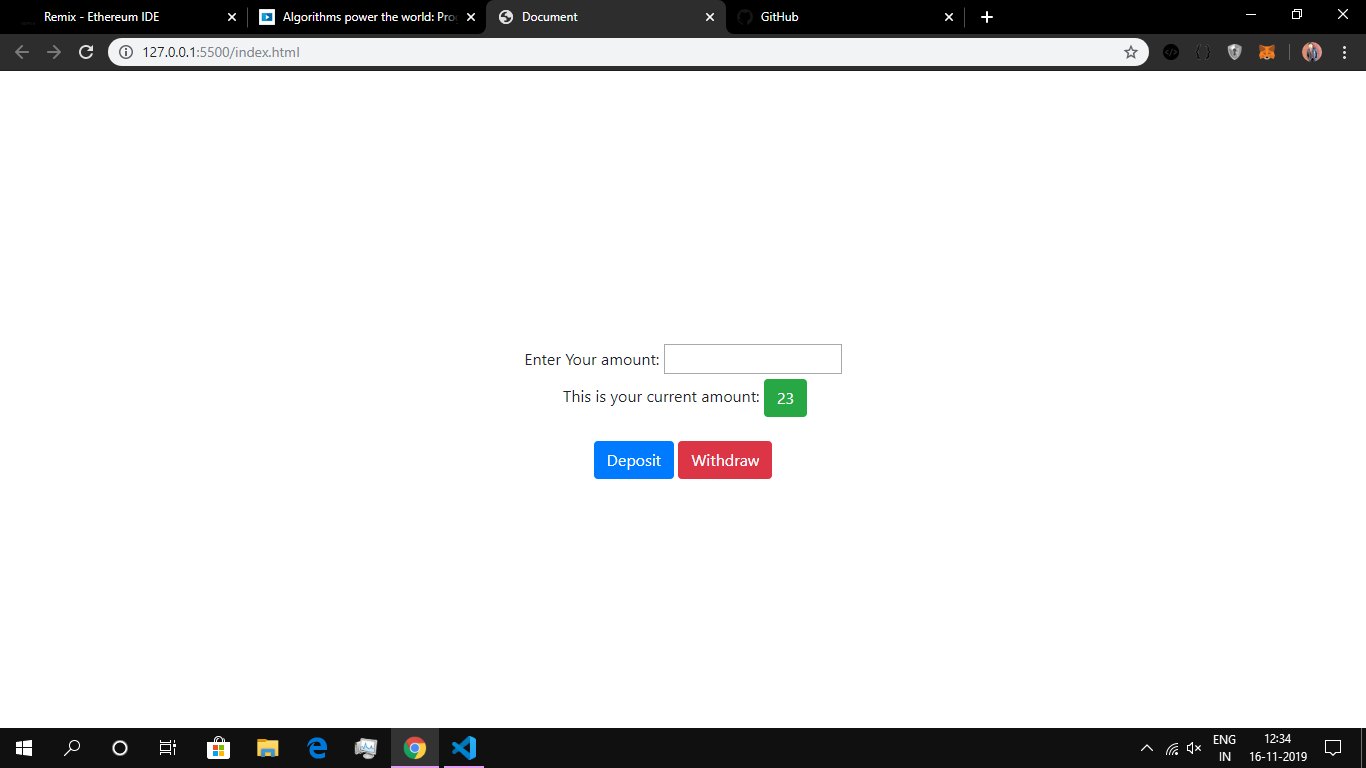 Remix - Ethereum IDE
Algorithms power the world: Pro
Document
GitHub
127.0.0.1:5500/index.html
Enter Your amount:
This is your current amount: 23
Deposit Withdraw
ENG 12:34
IN 16-11-2019